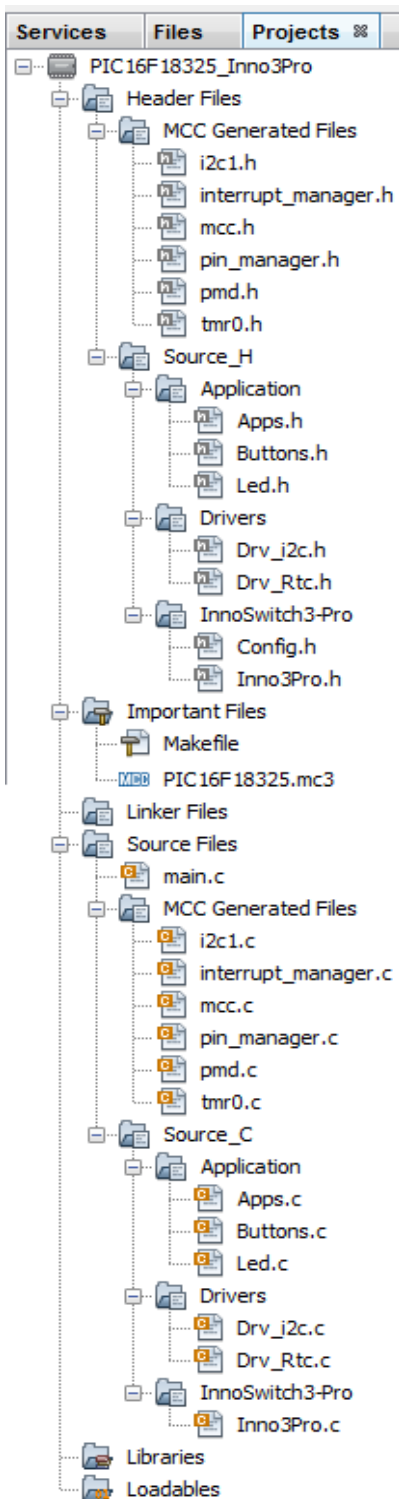 Services Files Projects
PIC16F18325_Inno3Pro
Header Files
MCC Generated Files
i2c1.h
interrupt_manager.h
mcc.h
pin_manager.h
pmd.h
tmr0.h
Source_H
Application
Apps.h
Buttons.h
Led.h
Drivers
Drv_i2c.h
Drv_Rtc.h
InnoSwitch3-Pro
Config.h
Inno3Pro.h
Important Files
Makefile
MCC PIC16F18325.mc3
Linker Files
Source Files
main.c
MCC Generated Files
i2c1.c
interrupt_manager.c
mcc.c
pin_manager.c
pmd.c
tmr0.c
Source_C
Application
Apps.c
Buttons.c
Led.c
Drivers
Drv_i2c.c
Drv_Rtc.c
InnoSwitch3-Pro
Inno3Pro.c
Libraries
Loadables